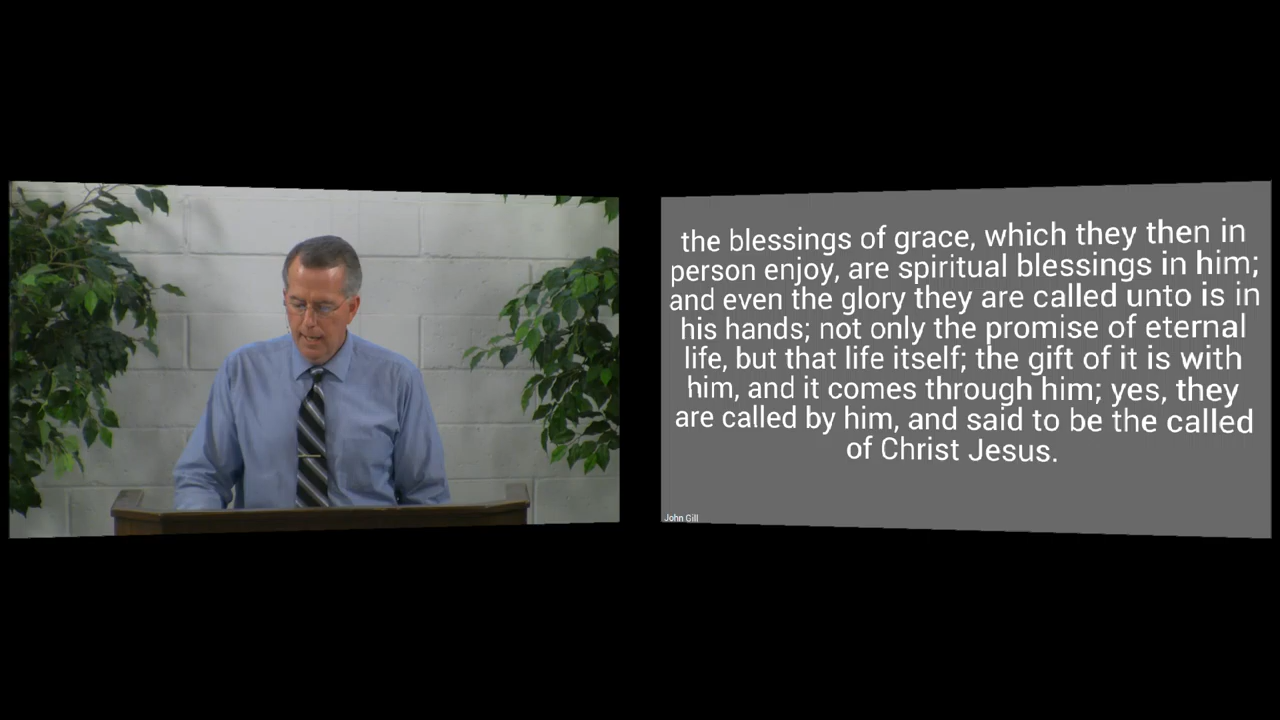 the blessings of grace, which they then in
person enjoy, are spiritual blessings in him;
and even the glory they are called unto is in
his hands; not only the promise of eternal
life, but that life itself; the gift of it is with
him, and it comes through him; yes, they
are called by him, and said to be the called
of Christ Jesus.
John Gill